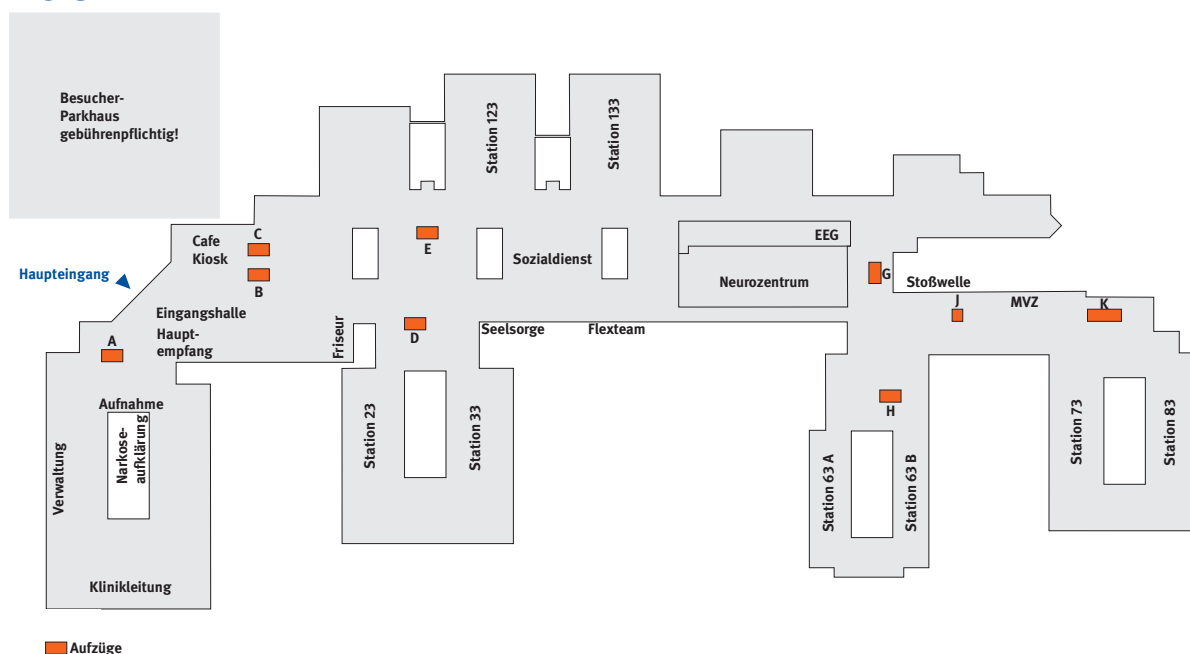 Besucher-
Parkhaus
gebührenpflichtig!
Station 123
Station 133
C
Cafe
Kiosk
E
EEG
Sozialdienst
Haupteingang
B
Neurozentrum
G
Stoßwelle
J
MVZ
K
Eingangshalle
Haupt-
empfang
A
Friseur
D
Seelsorge
Flexteam
Aufnahme
Narkose-
aufklärung
Verwaltung
Station 23
Station 33
H
Station 63 A
Station 63 B
Station 73
Station 83
Klinikleitung
Aufzüge